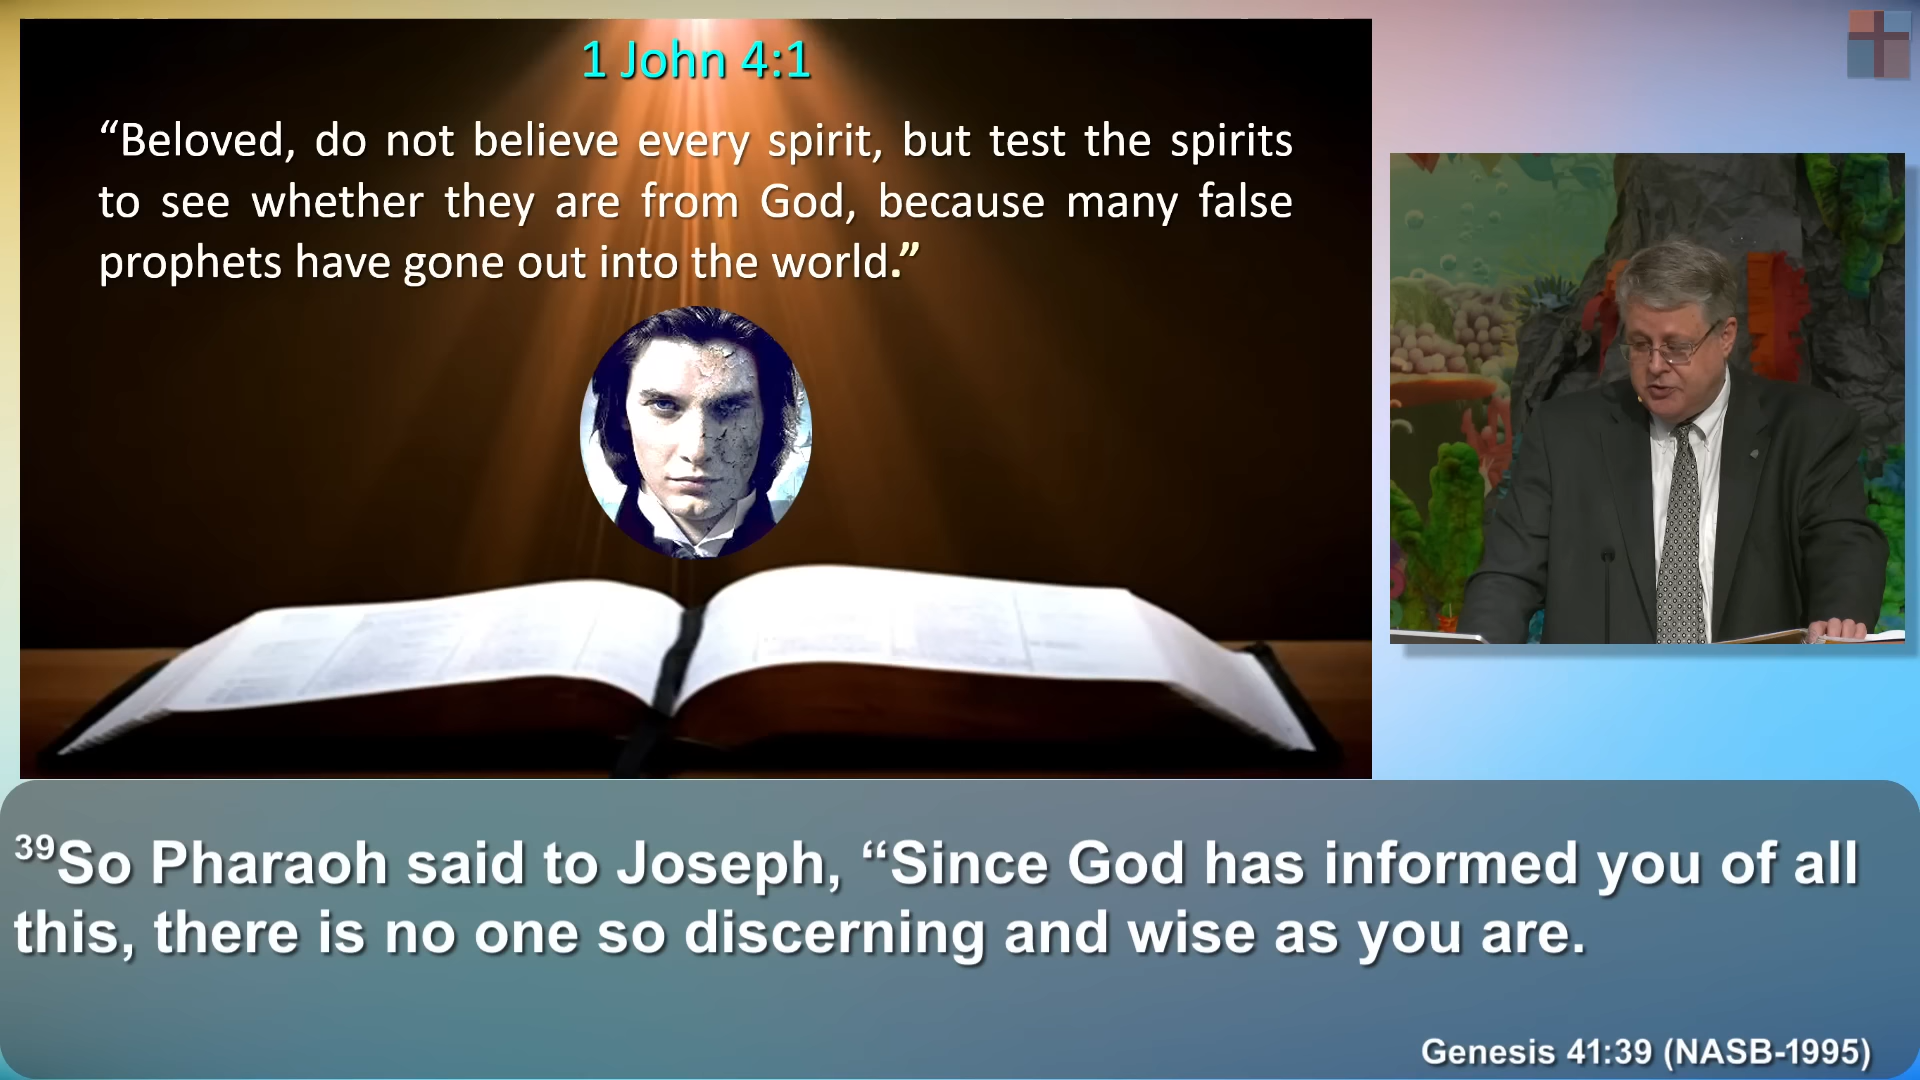 1 John 4:1
“Beloved, do not believe every spirit, but test the spirits
to see whether they are from God, because many false
prophets have gone out into the world.”
39So Pharaoh said to Joseph, “Since God has informed you of all
this, there is no one so discerning and wise as you are.
Genesis 41:39 (NASB-1995)